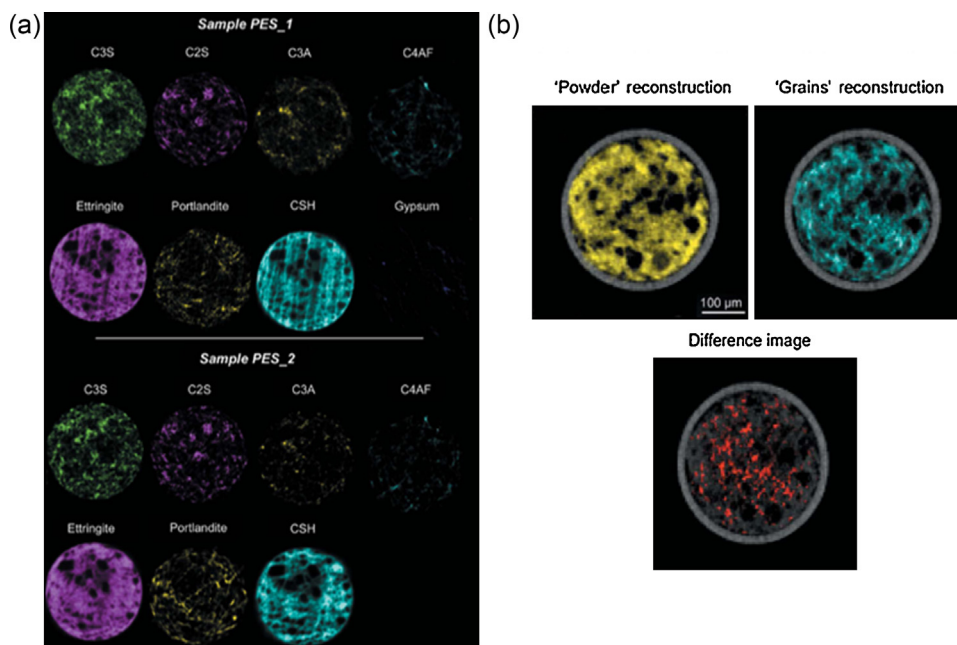 (a)
Sample PES_1
C3S C2S C3A C4AF
Ettringite Portlandite CSH Gypsum
Sample PES_2
C3S C2S C3A C4AF
Ettringite Portlandite CSH
(b)
'Powder' reconstruction 'Grains' reconstruction
100 µm
Difference image